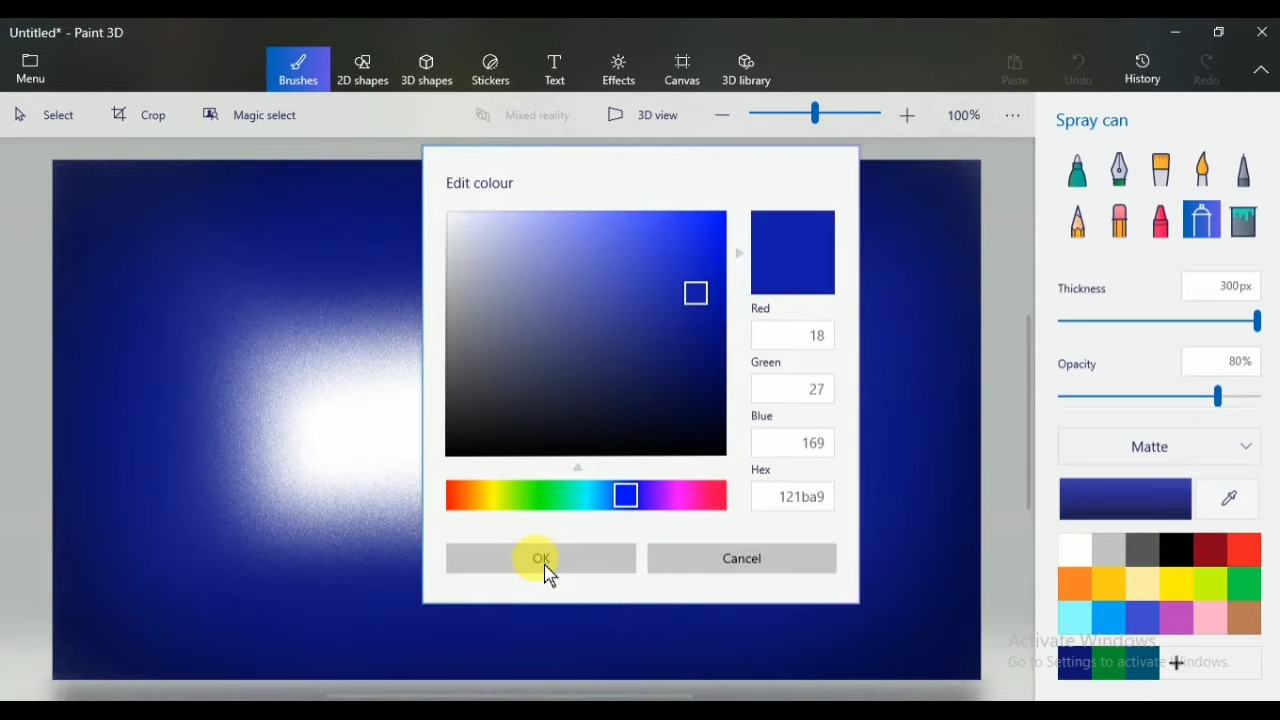 Untitled* - Paint 3D
Menu
Brushes
2D shapes
3D shapes
Stickers
Text
Effects
Canvas
3D library
Paste
Undo
History
Redo
Select
Crop
Magic select
Mixed reality
3D view
100%
Spray can
Edit colour
Red
18
Green
27
Blue
169
Hex
121ba9
OK
Cancel
Thickness
300px
Opacity
80%
Matte
Activate Windows
Go to Settings to activate Windows.